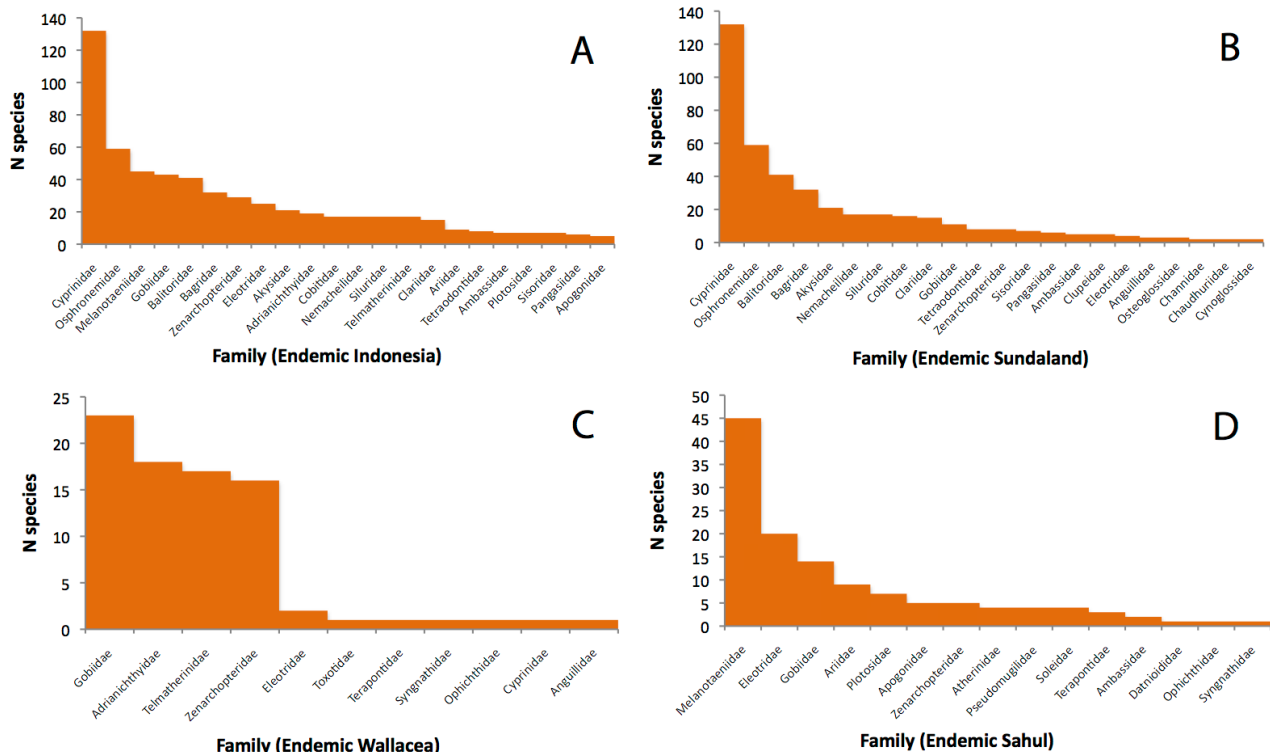 A
N species
140
120
100
80
60
40
20
0
Cyprinidae
Osphronemidae
Melanotaeniidae
Gobiidae
Balitoridae
Bagridae
Zenarchopteridae
Eleotridae
Akysidae
Adrianichthyidae
Cobitidae
Nemacheilidae
Siluridae
Telmatherinidae
Clariidae
Ariidae
Tetraodontidae
Ambassidae
Plotosidae
Sisoridae
Pangasiidae
Apogonidae
Family (Endemic Indonesia)
B
N species
140
120
100
80
60
40
20
0
Cyprinidae
Osphronemidae
Balitoridae
Bagridae
Akysidae
Nemacheilidae
Siluridae
Cobitidae
Clariidae
Gobiidae
Tetraodontidae
Zenarchopteridae
Sisoridae
Pangasiidae
Ambassidae
Clupeidae
Eleotridae
Anguillidae
Osteoglossidae
Channidae
Chaudhuriidae
Cynoglossidae
Family (Endemic Sundaland)
C
N species
25
20
15
10
5
0
Gobiidae
Adrianichthyidae
Telmatherinidae
Zenarchopteridae
Eleotridae
Toxotidae
Terapontidae
Syngnathidae
Ophichthidae
Cyprinidae
Anguillidae
Family (Endemic Wallacea)
D
N species
50
45
40
35
30
25
20
15
10
5
0
Melanotaeniidae
Eleotridae
Gobiidae
Ariidae
Plotosidae
Apogonidae
Zenarchopteridae
Atherinidae
Pseudomugilidae
Soleidae
Terapontidae
Ambassidae
Datnioididae
Ophichthidae
Syngnathidae
Family (Endemic Sahul)